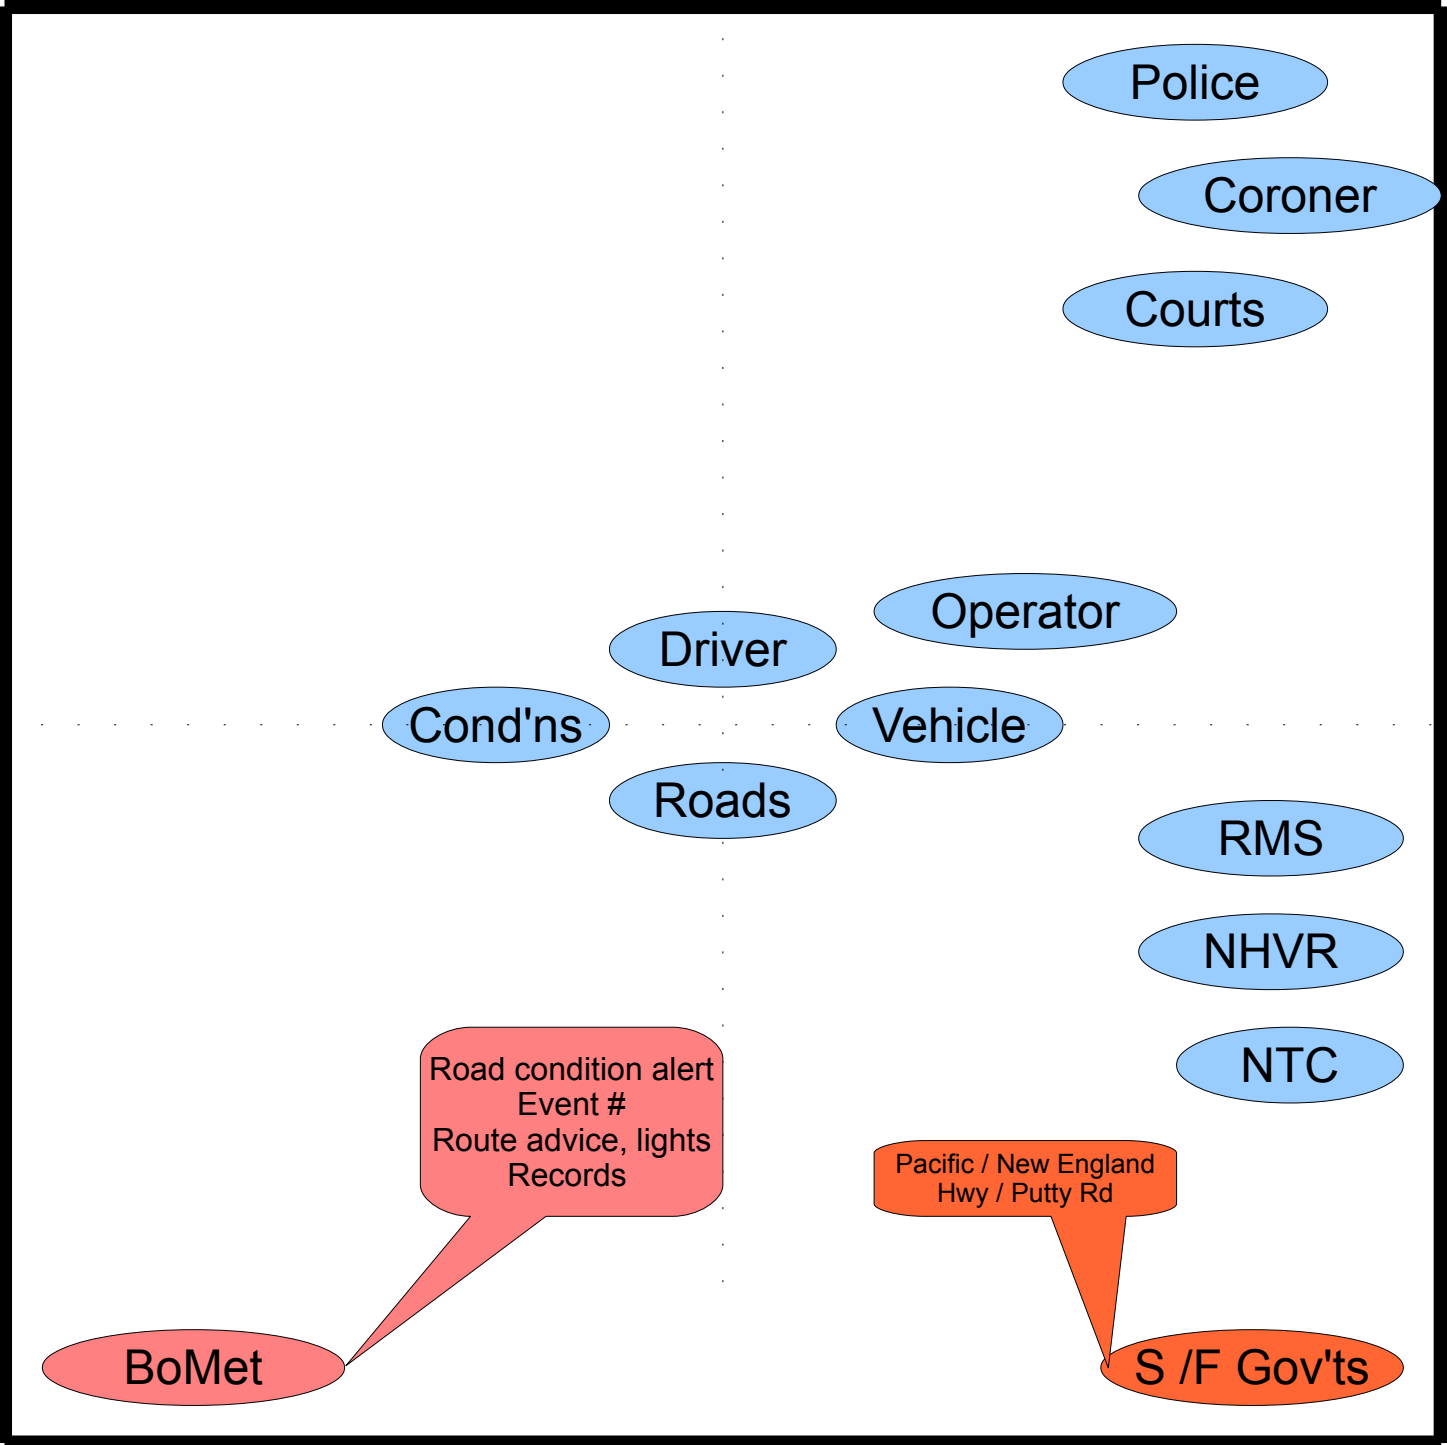 Police
Coroner
Courts
Operator
Driver
Cond'ns
Vehicle
Roads
RMS
NHVR
NTC
Road condition alert
Event #
Route advice, lights
Records
Pacific / New England
Hwy / Putty Rd
BoMet
S /F Gov'ts